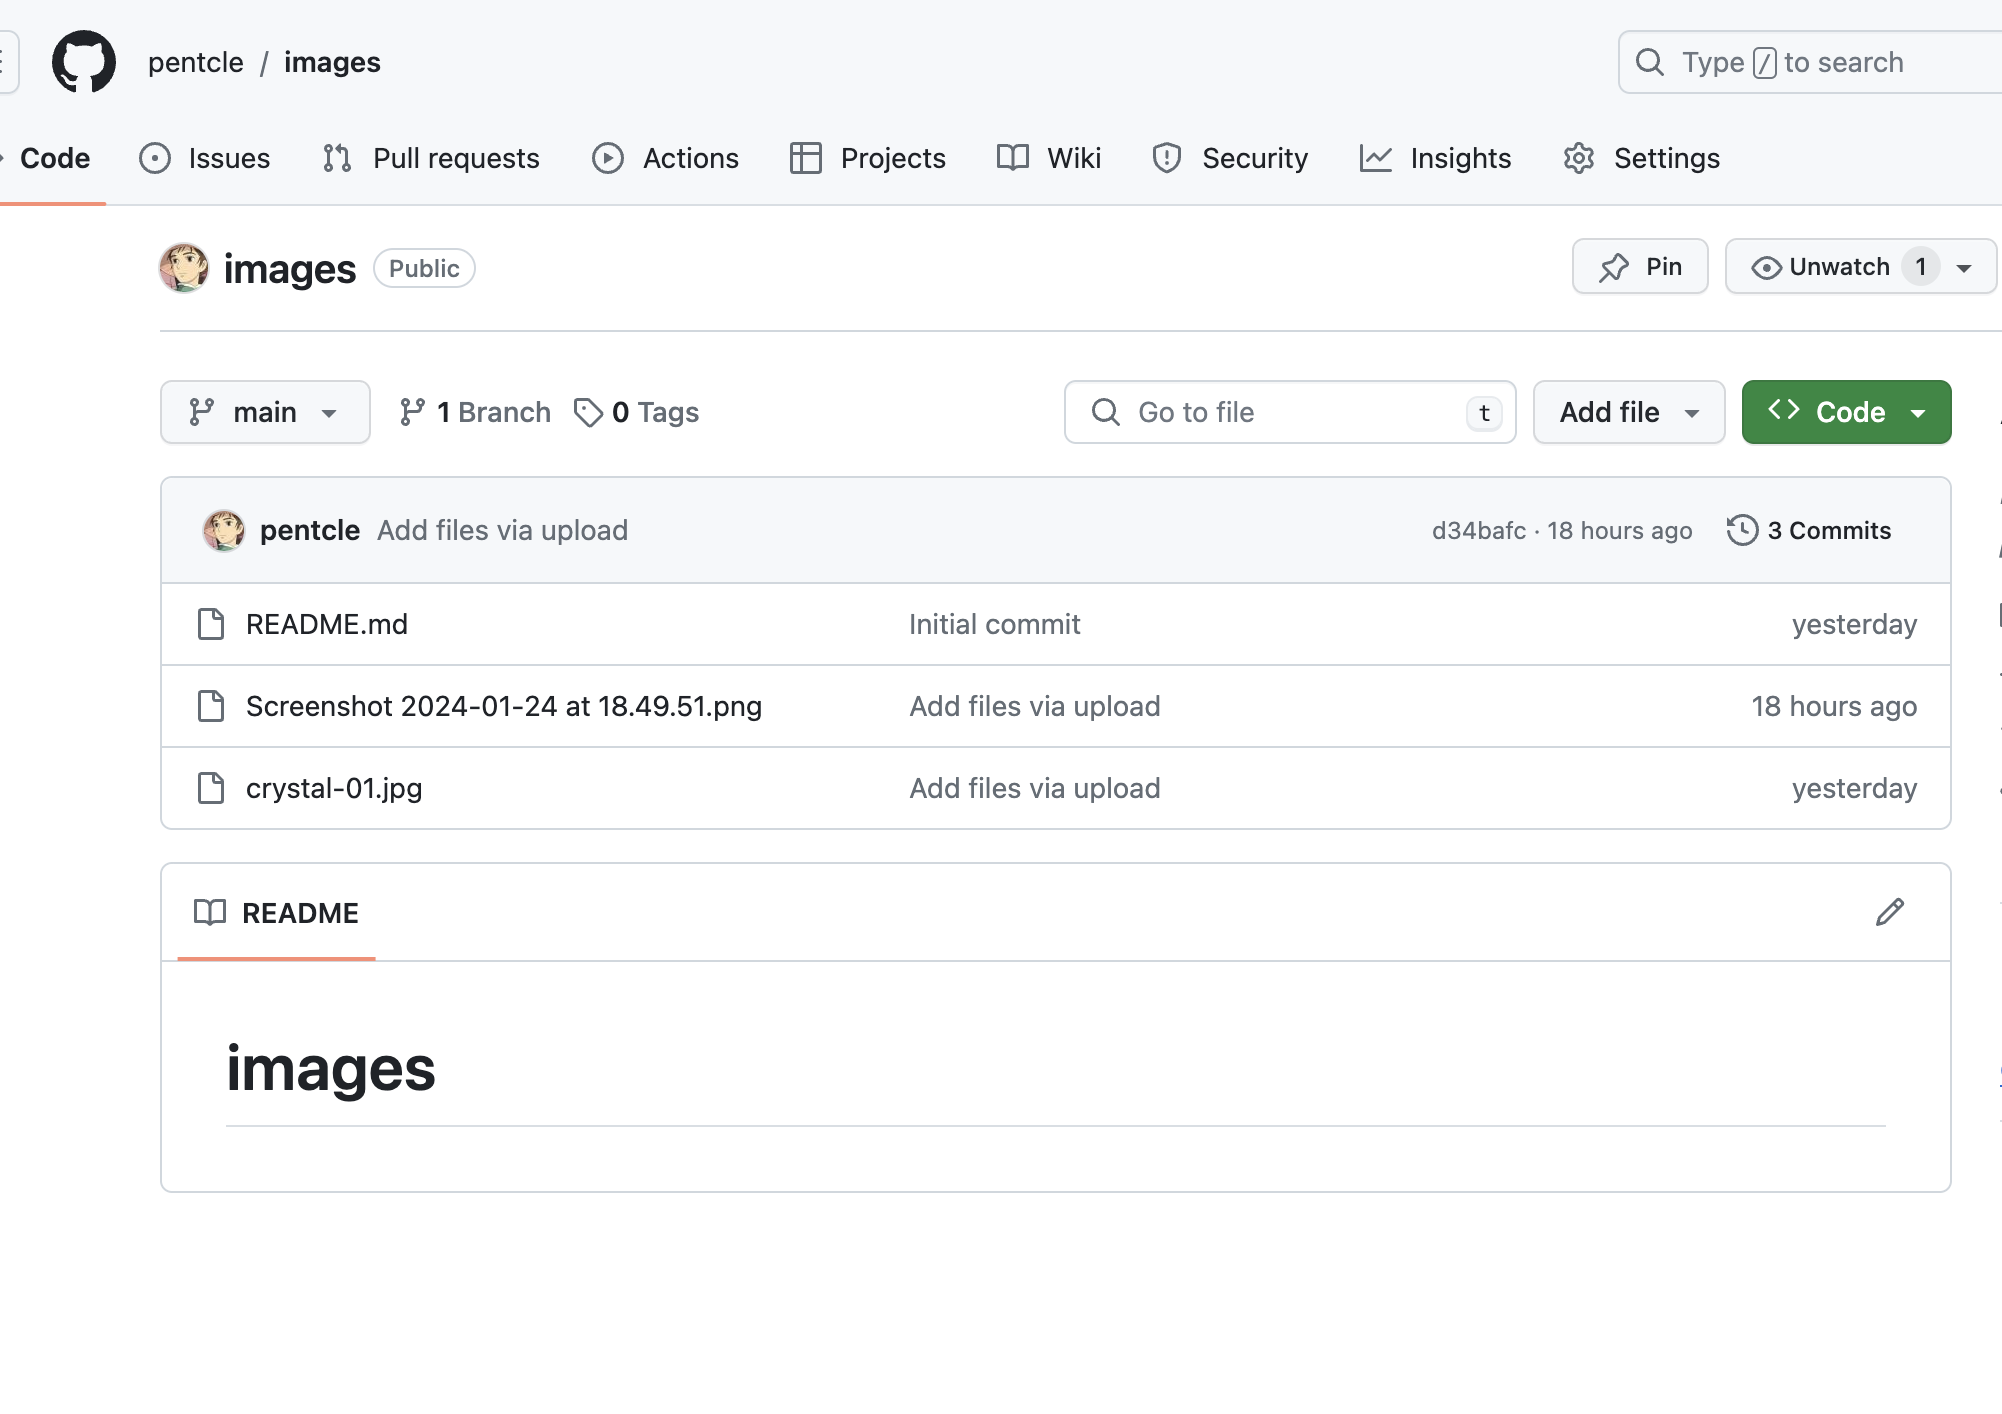 pentcle / images
Type / to search
Code Issues Pull requests Actions Projects Wiki Security Insights Settings
images Public Pin Unwatch 1
main 1 Branch 0 Tags Go to file t Add file Code
pentcle Add files via upload d34bafc · 18 hours ago 3 Commits
README.md Initial commit yesterday
Screenshot 2024-01-24 at 18.49.51.png Add files via upload 18 hours ago
crystal-01.jpg Add files via upload yesterday
README
images